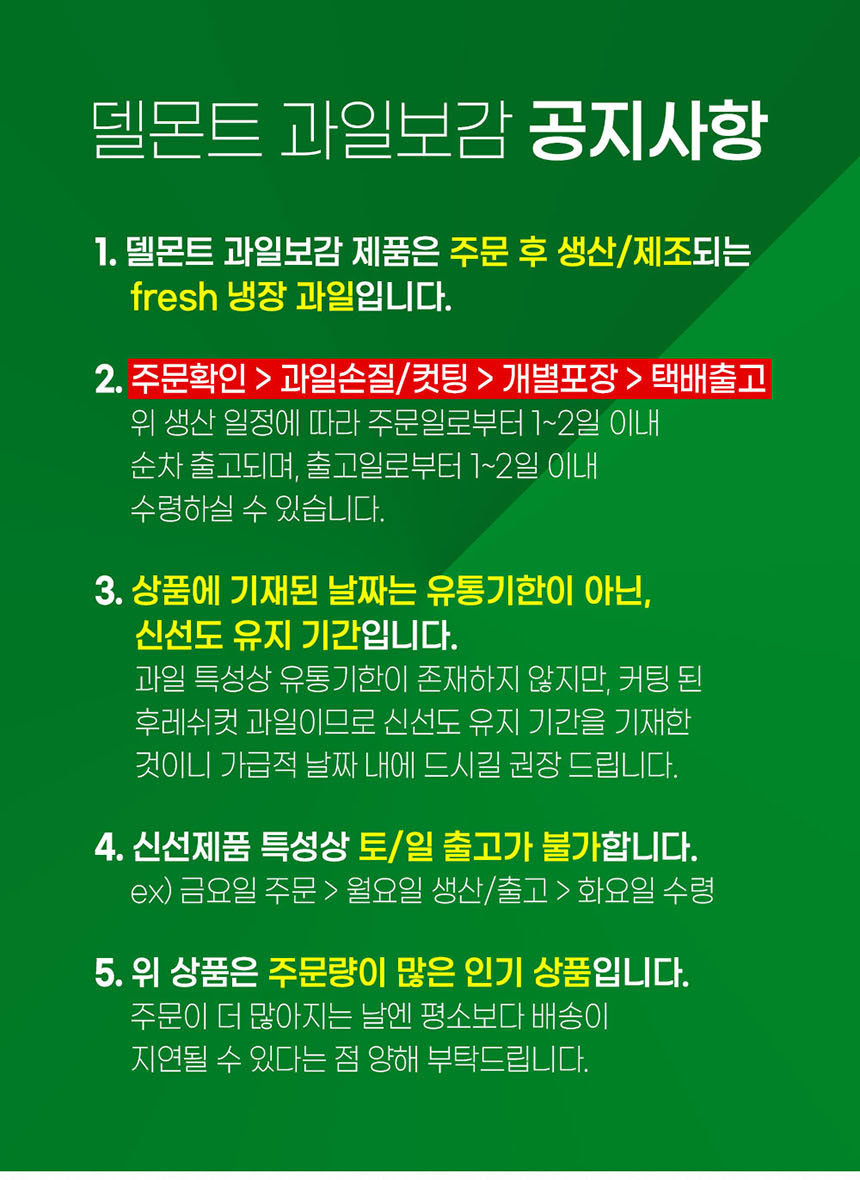 델몬트 과일보감 공지사항
1. 델몬트 과일보감 제품은 주문 후 생산/제조되는
fresh 냉장 과일입니다.
2. 주문확인 > 과일손질/컷팅 > 개별포장 > 택배출고
위 생산 일정에 따라 주문일로부터 1~2일 이내
순차 출고되며, 출고일로부터 1~2일 이내
수령하실 수 있습니다.
3. 상품에 기재된 날짜는 유통기한이 아닌,
신선도 유지 기간입니다.
과일 특성상 유통기한이 존재하지 않지만, 커팅 된
후레쉬컷 과일이므로 신선도 유지 기간을 기재한
것이니 가급적 날짜 내에 드시길 권장 드립니다.
4. 신선제품 특성상 토/일 출고가 불가합니다.
ex) 금요일 주문 > 월요일 생산/출고 > 화요일 수령
5. 위 상품은 주문량이 많은 인기 상품입니다.
주문이 더 많아지는 날엔 평소보다 배송이
지연될 수 있다는 점 양해 부탁드립니다.